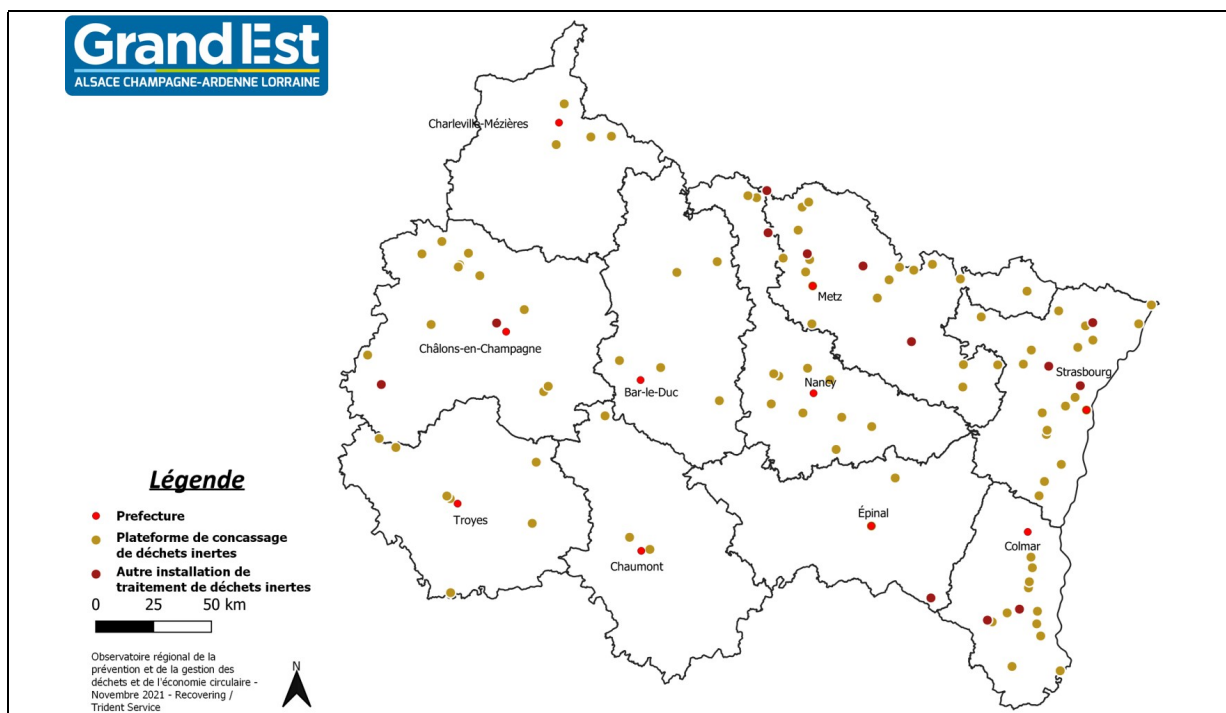 Grand Est
ALSACE CHAMPAGNE-ARDENNE LORRAINE
Charleville-Mézières
Metz
Châlons-en-Champagne
Strasbourg
Bar-le-Duc
Nancy
Légende
Prefecture
Plateforme de concassage
de déchets inertes
Autre installation de
traitement de déchets inertes
0 25 50 km
Troyes
Épinal
Colmar
Chaumont
Observatoire régional de la
prévention et de la gestion des
déchets et de l'économie circulaire -
Novembre 2021 - Recovering /
Trident Service
N